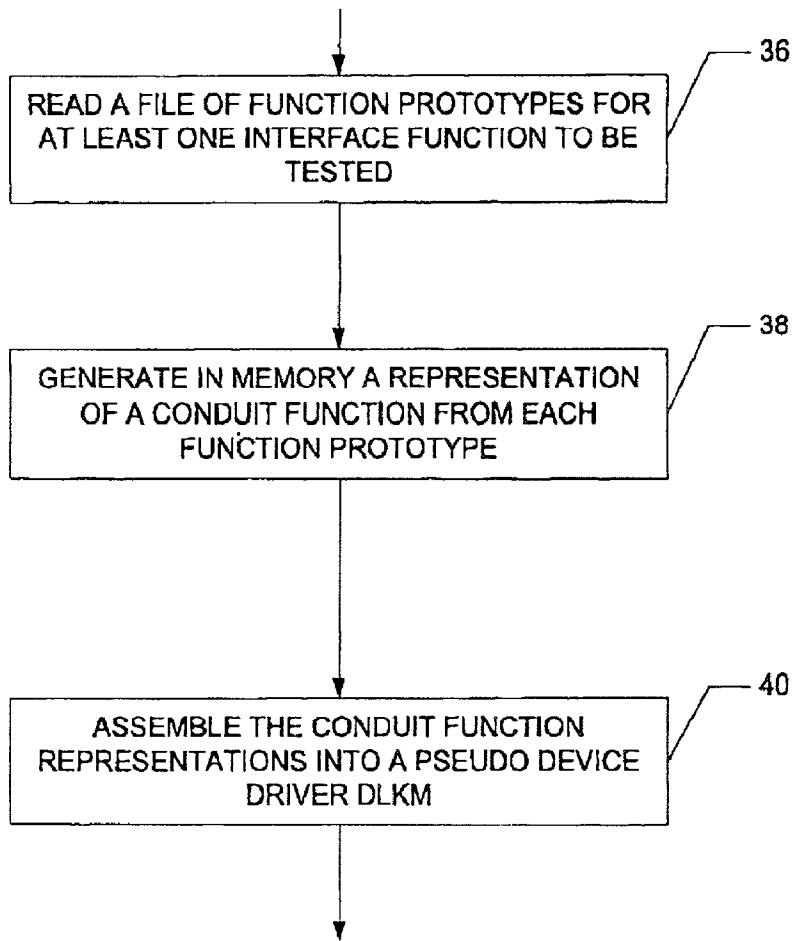 36
READ A FILE OF FUNCTION PROTOTYPES FOR
AT LEAST ONE INTERFACE FUNCTION TO BE
TESTED
38
GENERATE IN MEMORY A REPRESENTATION
OF A CONDUIT FUNCTION FROM EACH
FUNCTION PROTOTYPE
40
ASSEMBLE THE CONDUIT FUNCTION
REPRESENTATIONS INTO A PSEUDO DEVICE
DRIVER DLKM